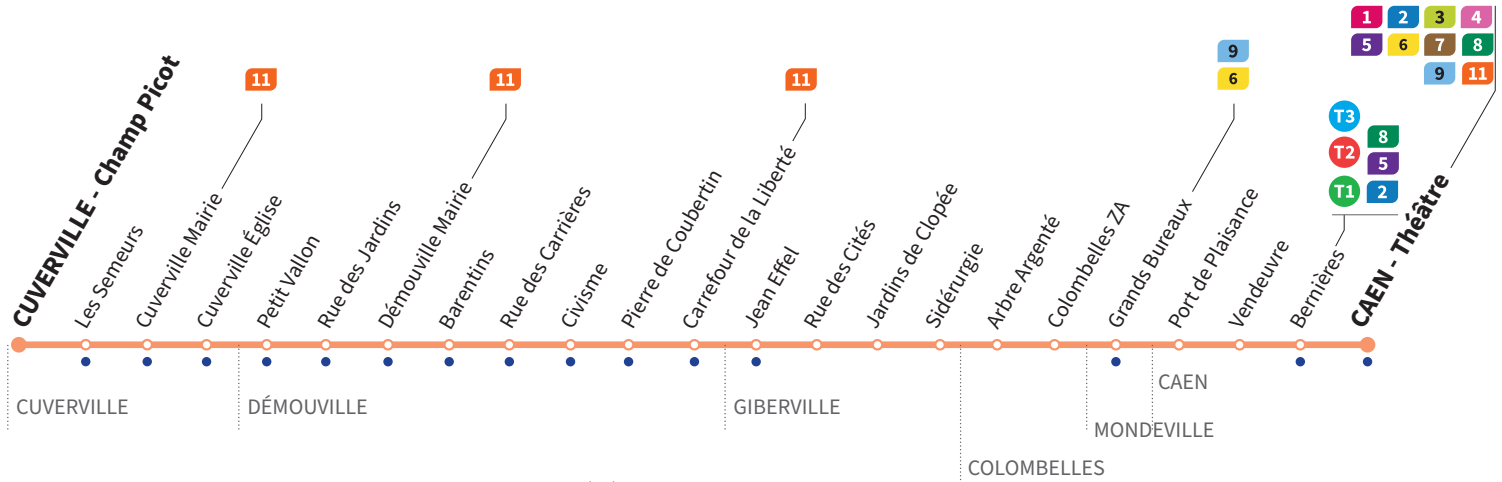 CUVERVILLE - Champ Picot
Les Semeurs
Cuverville Mairie
11
Cuverville Église
Petit Vallon
Rue des Jardins
Démouville Mairie
11
Barentins
Rue des Carrières
Civisme
Pierre de Coubertin
Carrefour de la Liberté
11
Jean Effel
Rue des Cités
Jardins de Clopée
Sidérurgie
Arbre Argenté
Colombelles ZA
Grands Bureaux
9
6
Port de Plaisance
Vendeuvre
Bernières
T3
8
T2
5
T1
2
CAEN - Théâtre
1 2 3 4
5 6 7 8
9 11
CUVERVILLE
DÉMOUVILLE
GIBERVILLE
COLOMBELLES
MONDEVILLE
CAEN